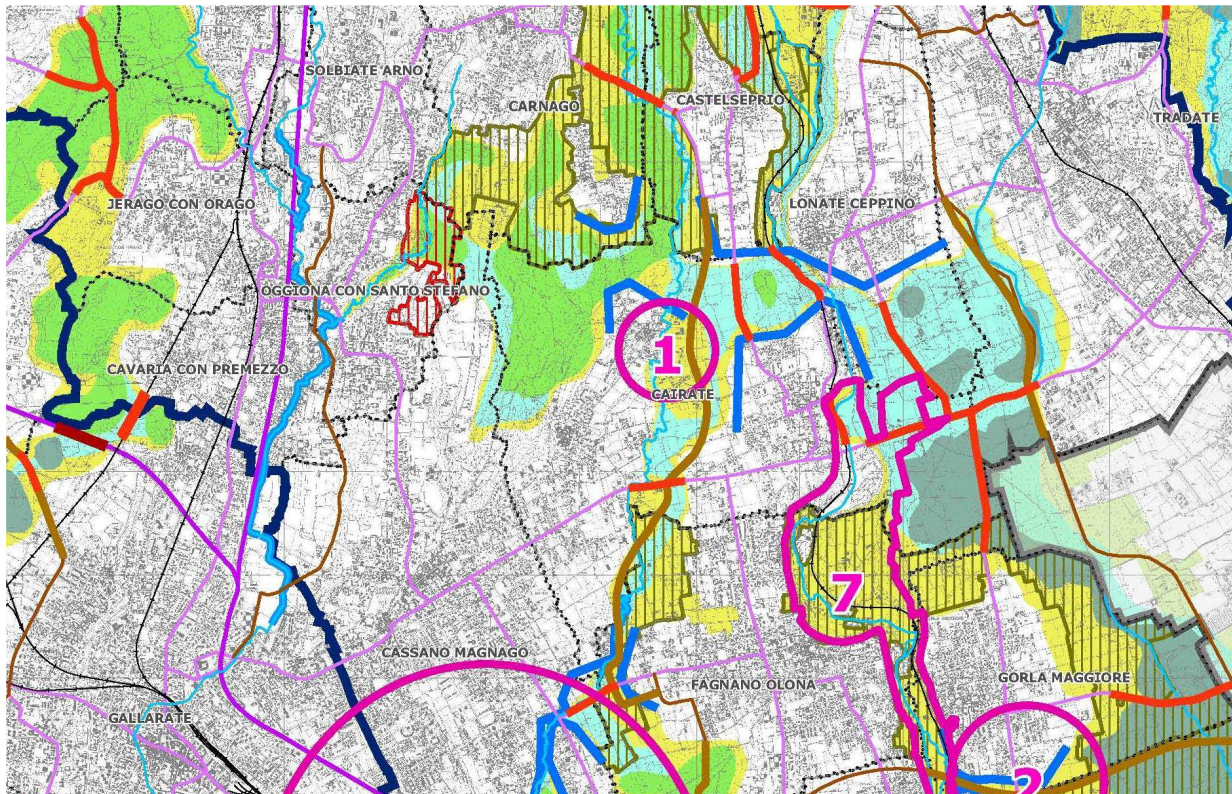 SOLBIATE ARNO
CARNAGO
CASTELSEPRIO
TRADATE
JERAGO CON ORAGO
LONATE CEPPINO
OGGIONA CON SANTO STEFANO
1
CAVARIA CON PREMEZZO
CAIRATE
7
CASSANO MAGNAGO
FAGNANO OLONA
GORLA MAGGIORE
GALLARATE
2